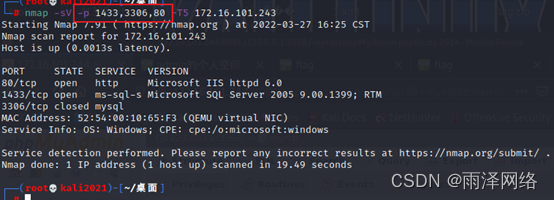 (root kali2021)-[~/桌面]
# nmap -sV -p 1433,3306,80 -T5 172.16.101.243
Starting Nmap 7.91 ( https://nmap.org ) at 2022-03-27 16:25 CST
Nmap scan report for 172.16.101.243
Host is up (0.0013s latency).
PORT STATE SERVICE VERSION
80/tcp open http Microsoft IIS httpd 6.0
1433/tcp open ms-sql-s Microsoft SQL Server 2005 9.00.1399; RTM
3306/tcp closed mysql
MAC Address: 52:54:00:10:65:F3 (QEMU virtual NIC)
Service Info: OS: Windows; CPE: cpe:/o:microsoft:windows
Service detection performed. Please report any incorrect results at https://nmap.org/submit/ .
Nmap done: 1 IP address (1 host up) scanned in 19.49 seconds
(root kali2021)-[~/桌面]
#
CSDN @雨泽网络